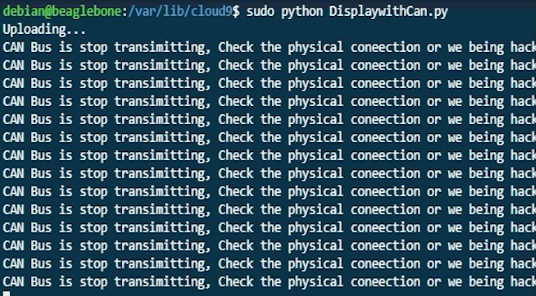 debian@beaglebone:/var/lib/cloud9$ sudo python DisplaywithCan.py
Uploading...
CAN Bus is stop transimitting, Check the physical coneection or we being hack
CAN Bus is stop transimitting, Check the physical coneection or we being hack
CAN Bus is stop transimitting, Check the physical coneection or we being hack
CAN Bus is stop transimitting, Check the physical coneection or we being hack
CAN Bus is stop transimitting, Check the physical coneection or we being hack
CAN Bus is stop transimitting, Check the physical coneection or we being hack
CAN Bus is stop transimitting, Check the physical coneection or we being hack
CAN Bus is stop transimitting, Check the physical coneection or we being hack
CAN Bus is stop transimitting, Check the physical coneection or we being hack
CAN Bus is stop transimitting, Check the physical coneection or we being hack
CAN Bus is stop transimitting, Check the physical coneection or we being hack
CAN Bus is stop transimitting, Check the physical coneection or we being hack
CAN Bus is stop transimitting, Check the physical coneection or we being hack
CAN Bus is stop transimitting, Check the physical coneection or we being hack